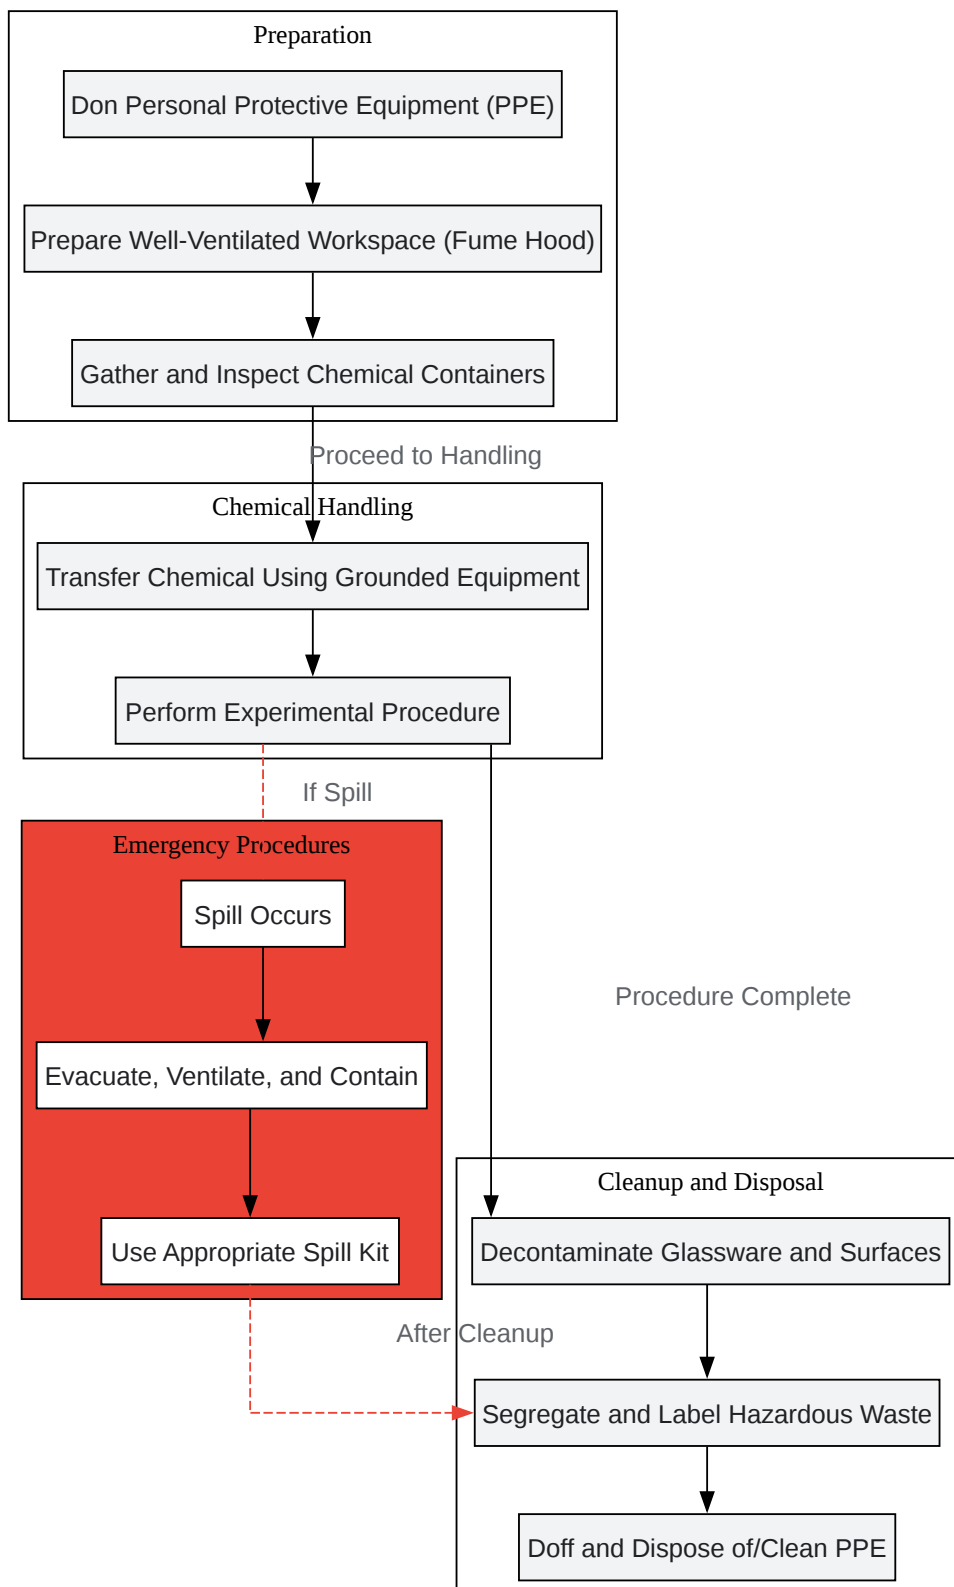 Preparation
Don Personal Protective Equipment (PPE)
Prepare Well-Ventilated Workspace (Fume Hood)
Gather and Inspect Chemical Containers
Proceed to Handling
Chemical Handling
Transfer Chemical Using Grounded Equipment
Perform Experimental Procedure
If Spill
Emergency Procedures
Spill Occurs
Procedure Complete
Evacuate, Ventilate, and Contain
Cleanup and Disposal
Use Appropriate Spill Kit
Decontaminate Glassware and Surfaces
After Cleanup
Segregate and Label Hazardous Waste
Doff and Dispose of/Clean PPE